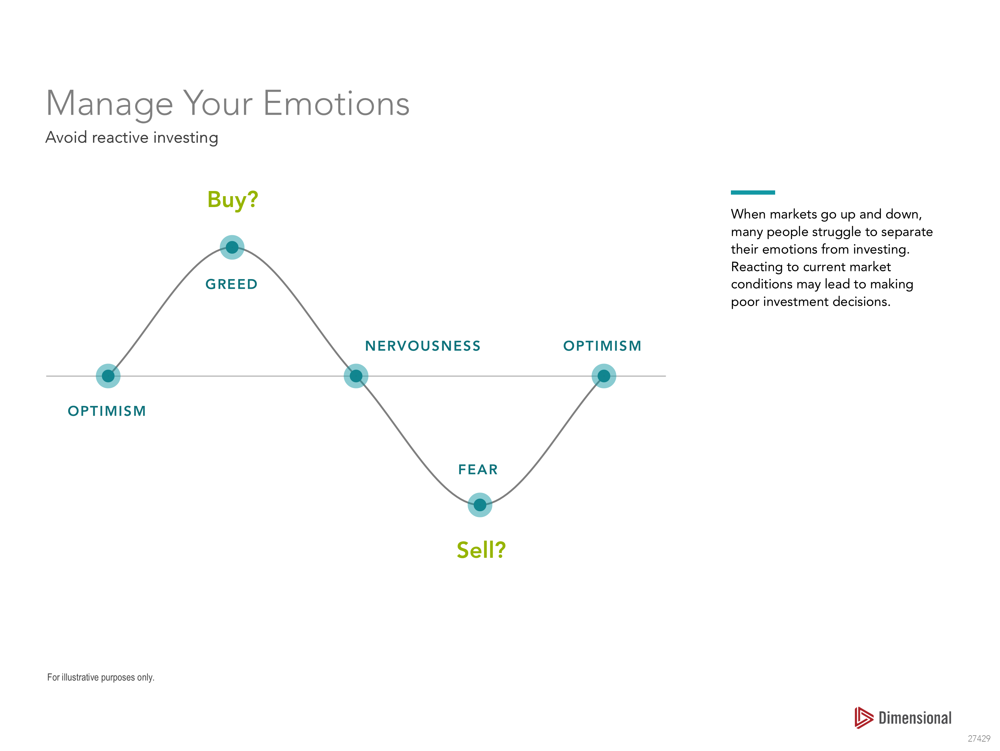 Manage Your Emotions
Avoid reactive investing
Buy?
GREED
NERVOUSNESS
OPTIMISM
OPTIMISM
FEAR
Sell?
When markets go up and down,
many people struggle to separate
their emotions from investing.
Reacting to current market
conditions may lead to making
poor investment decisions.
For illustrative purposes only.
Dimensional
27429